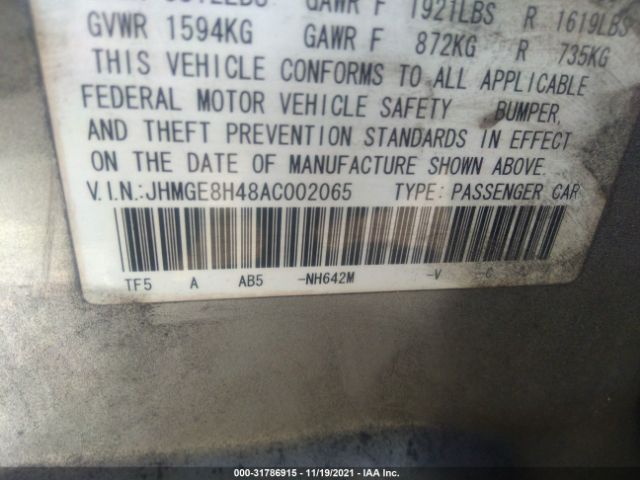 GAWR F 1921LBS R 1619LBS
GVWR 1594KG GAWR F 872KG R 735KG
THIS VEHICLE CONFORMS TO ALL APPLICABLE
FEDERAL MOTOR VEHICLE SAFETY BUMPER,
AND THEFT PREVENTION STANDARDS IN EFFECT
ON THE DATE OF MANUFACTURE SHOWN ABOVE.
V.I.N.:JHMGE8H48AC002065 TYPE: PASSENGER CAR
TF5 A AB5 -NH642M -V -C
000-31786915 - 11/19/2021 - IAA Inc.